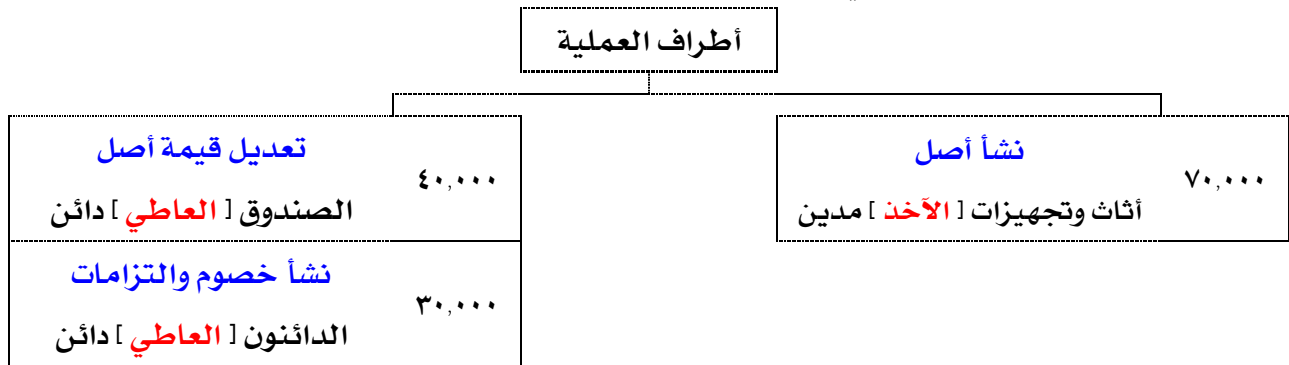 أطراف العملية
٧٠,٠٠٠
نشأ أصل
أثاث وتجهيزات [ الآخذ ] مدين
٤٠,٠٠٠
تعديل قيمة أصل
الصندوق [ العاطي ] دائن
٣٠,٠٠٠
نشأ خصوم والتزامات
الدائنون [ العاطي ] دائن